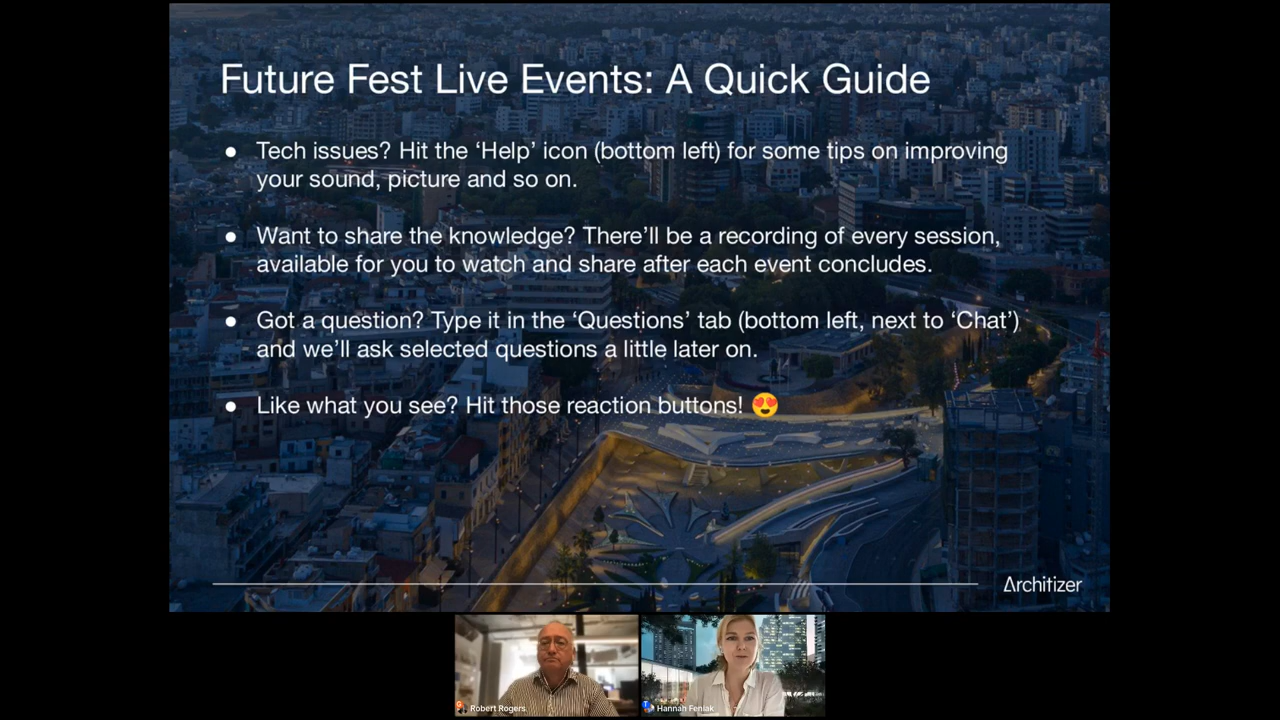 Future Fest Live Events: A Quick Guide
● Tech issues? Hit the ‘Help’ icon (bottom left) for some tips on improving
your sound, picture and so on.
● Want to share the knowledge? There’ll be a recording of every session,
available for you to watch and share after each event concludes.
● Got a question? Type it in the ‘Questions’ tab (bottom left, next to ‘Chat’)
and we’ll ask selected questions a little later on.
● Like what you see? Hit those reaction buttons! 😍
Architizer
Robert Rogers
Hannah Feniak